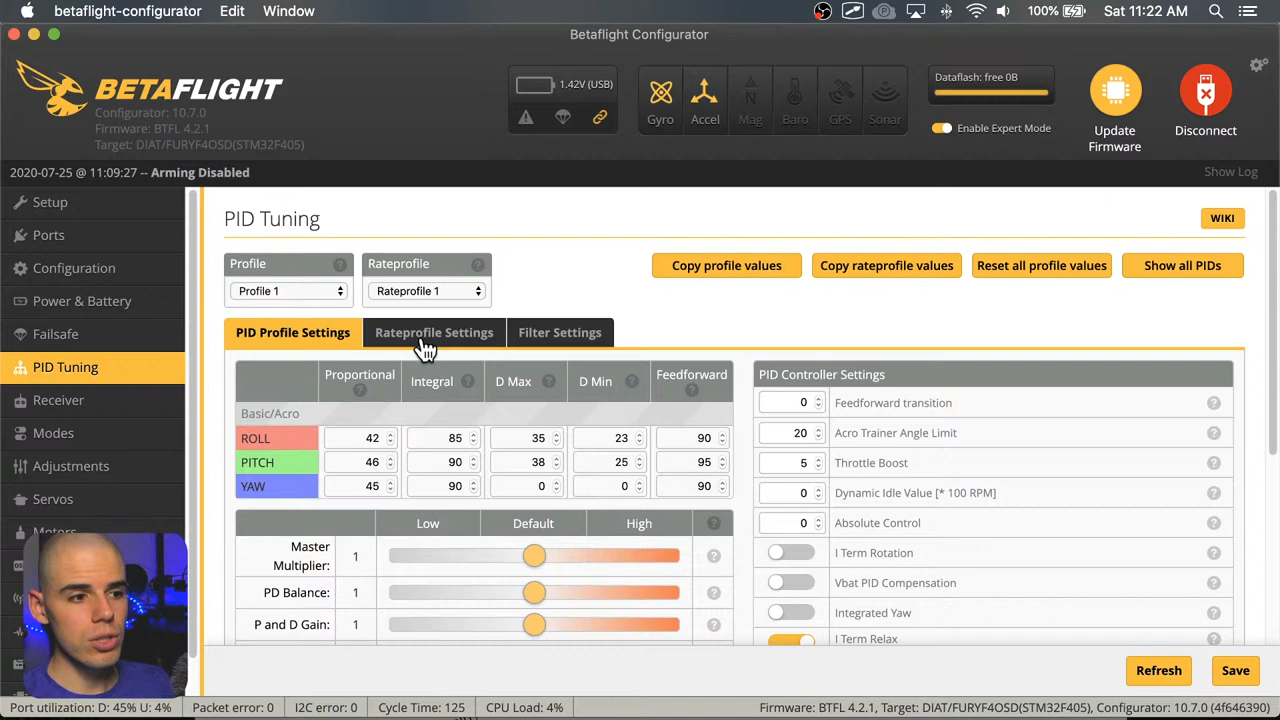 betaflight-configurator Edit Window 100% Sat 11:22 AM
Betaflight Configurator
BETAFLIGHT
Configurator: 10.7.0
Firmware: BTFL 4.2.1
Target: DIAT/FURYF4OSD(STM32F405)
1.42V (USB)
Gyro Accel Mag Baro GPS Sonar
Dataflash: free 0B
Enable Expert Mode
Update Firmware
Disconnect
2020-07-25 @ 11:09:27 -- Arming Disabled
Show Log
Setup
Ports
Configuration
Power & Battery
Failsafe
PID Tuning
Receiver
Modes
Adjustments
Servos
Motors
PID Tuning
WIKI
Profile ?
Profile 1
Rateprofile ?
Rateprofile 1
Copy profile values
Copy rateprofile values
Reset all profile values
Show all PIDs
PID Profile Settings Rateprofile Settings Filter Settings
Proportional ? Integral ? D Max ? D Min ? Feedforward ?
Basic/Acro
ROLL 42 85 35 23 90
PITCH 46 90 38 25 95
YAW 45 90 0 0 90
Low Default High ?
Master Multiplier: 1 ?
PD Balance: 1 ?
P and D Gain: 1 ?
PID Controller Settings
0 Feedforward transition ?
20 Acro Trainer Angle Limit ?
5 Throttle Boost ?
0 Dynamic Idle Value [* 100 RPM] ?
0 Absolute Control ?
I Term Rotation ?
Vbat PID Compensation ?
Integrated Yaw ?
I Term Relax ?
Refresh
Save
Port utilization: D: 45% U: 4% Packet error: 0 I2C error: 0 Cycle Time: 125 CPU Load: 4% Firmware: BTFL 4.2.1, Target: DIAT/FURYF4OSD(STM32F405), Configurator: 10.7.0 (4f646390)